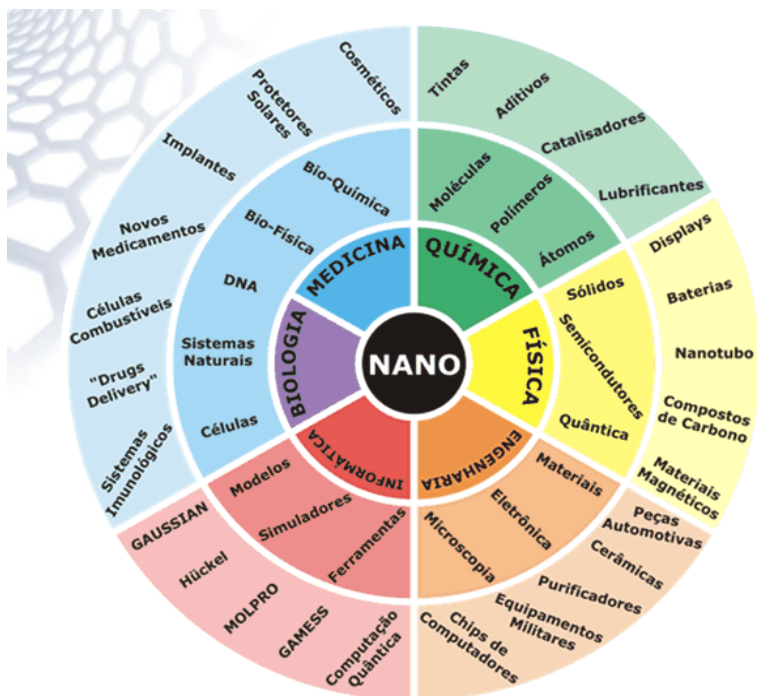 NANO
MEDICINA
QUÍMICA
FÍSICA
ENGENHARIA
INFORMÁTICA
BIOLOGIA
Bio-Química
Bio-Física
DNA
Sistemas
Naturais
Células
Moléculas
Polímeros
Átomos
Sólidos
Semicondutores
Quântica
Materiais
Eletrônica
Microscopia
Ferramentas
Simuladores
Modelos
Cosméticos
Protetores
Solares
Implantes
Novos
Medicamentos
Células
Combustíveis
"Drugs
Delivery"
Sistemas
Imunológicos
Tintas
Aditivos
Catalisadores
Lubrificantes
Displays
Baterias
Nanotubo
Compostos
de Carbono
Materiais
Magnéticos
Peças
Automotivas
Cerâmicas
Purificadores
Equipamentos
Militares
Chips de
Computadores
Computação
Quântica
GAMESS
MOLPRO
Hückel
GAUSSIAN